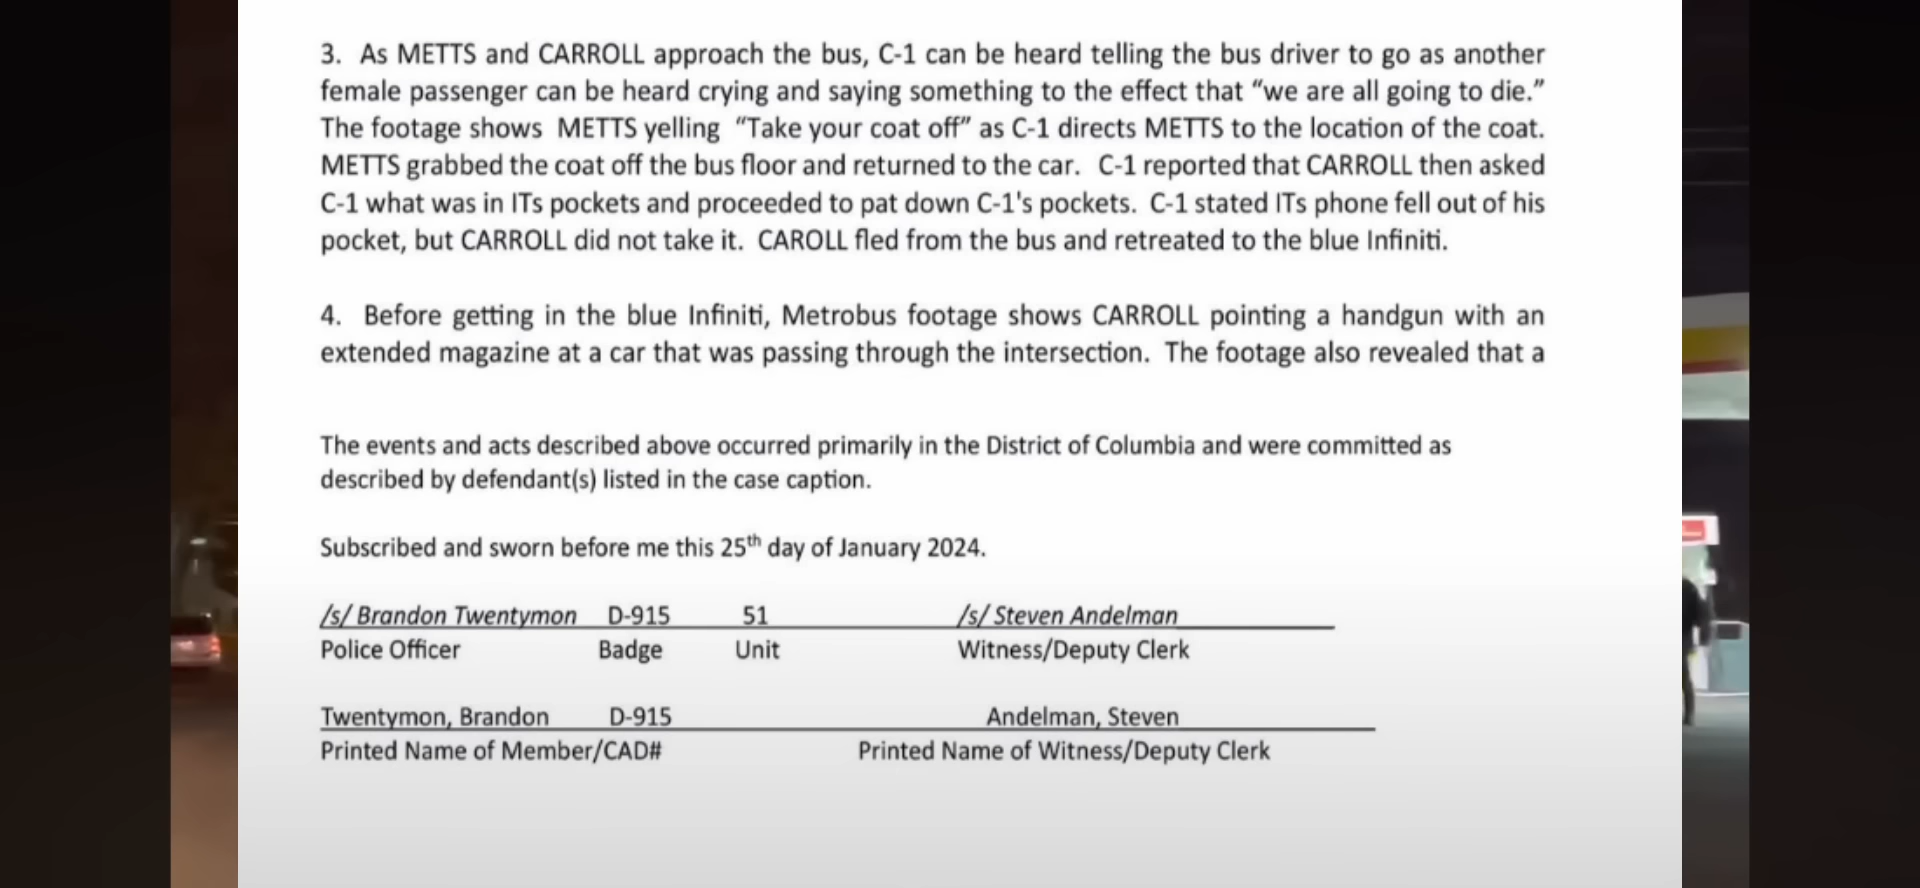 3. As METTS and CARROLL approach the bus, C-1 can be heard telling the bus driver to go as another
female passenger can be heard crying and saying something to the effect that “we are all going to die.”
The footage shows METTS yelling “Take your coat off” as C-1 directs METTS to the location of the coat.
METTS grabbed the coat off the bus floor and returned to the car. C-1 reported that CARROLL then asked
C-1 what was in ITs pockets and proceeded to pat down C-1's pockets. C-1 stated ITs phone fell out of his
pocket, but CARROLL did not take it. CAROLL fled from the bus and retreated to the blue Infiniti.
4. Before getting in the blue Infiniti, Metrobus footage shows CARROLL pointing a handgun with an
extended magazine at a car that was passing through the intersection. The footage also revealed that a
The events and acts described above occurred primarily in the District of Columbia and were committed as
described by defendant(s) listed in the case caption.
Subscribed and sworn before me this 25th day of January 2024.
/s/ Brandon Twentymon D-915 51 /s/ Steven Andelman
Police Officer Badge Unit Witness/Deputy Clerk
Twentymon, Brandon D-915 Andelman, Steven
Printed Name of Member/CAD# Printed Name of Witness/Deputy Clerk